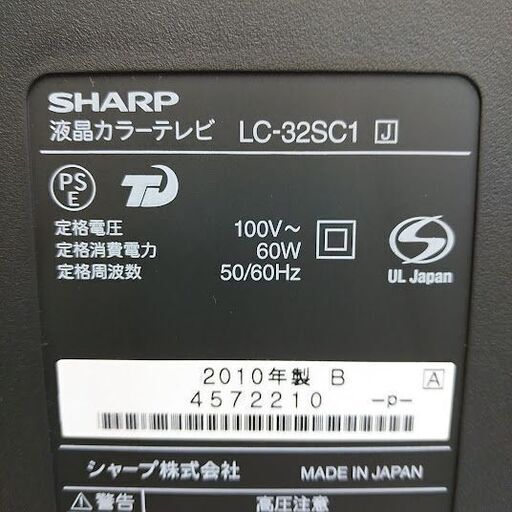 SHARP
液晶カラーテレビ LC-32SC1 J
PS
E
定格電圧 100V~
定格消費電力 60W
定格周波数 50/60Hz
S
UL Japan
2010年製 B A
4572210 -p-
シャープ株式会社 MADE IN JAPAN
⚠警告 高圧注意